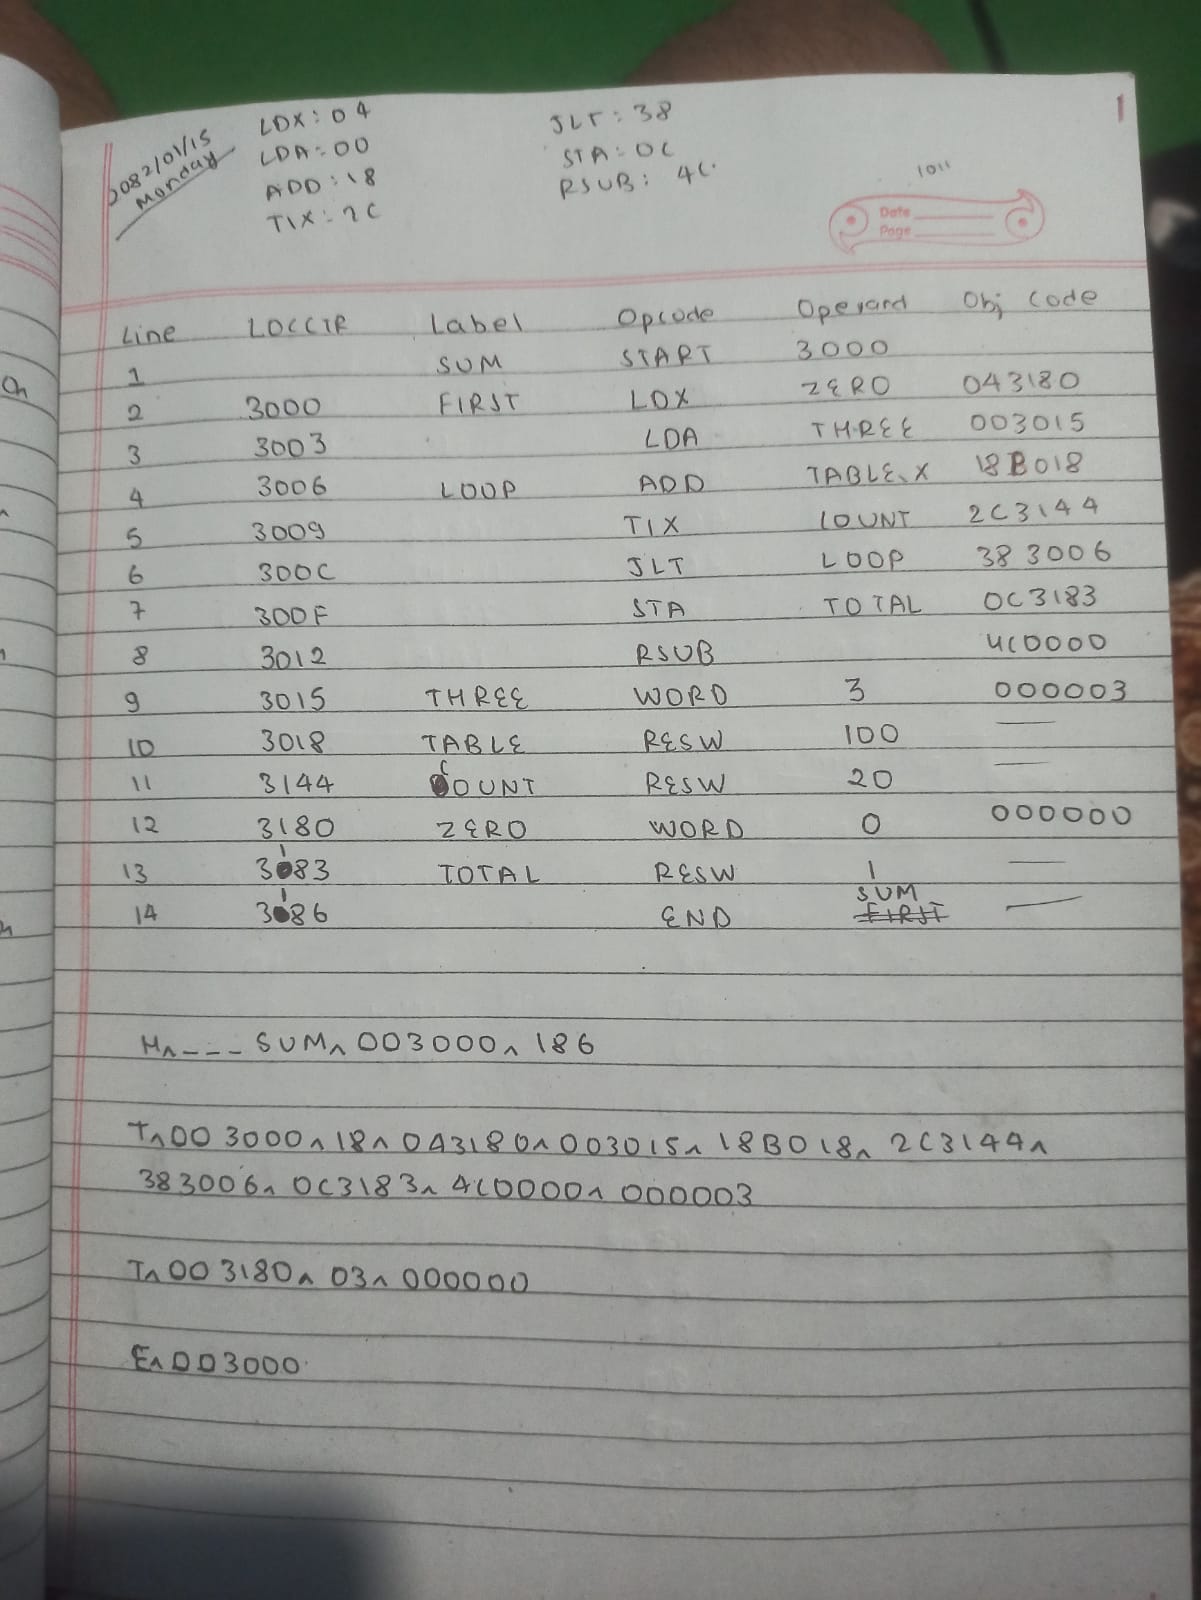 2082/01/15
Monday
LDX: 04
LDA: 00
ADD: 18
TIX: 2C
JLT: 38
STA: 0C
RSUB: 4C.
1
1011
Date
Page
Line LOCCTR Label Opcode Operand Obj Code
1 SUM START 3000
2 3000 FIRST LDX ZERO 043180
3 3003 LDA THREE 003015
4 3006 LOOP ADD TABLE,X 18B018
5 3009 TIX COUNT 2C3144
6 300C JLT LOOP 383006
7 300F STA TOTAL 0C3183
8 3012 RSUB 4C0000
9 3015 THREE WORD 3 000003
10 3018 TABLE RESW 100 —
11 3144 COUNT RESW 20 —
12 3180 ZERO WORD 0 000000
13 3183 TOTAL RESW 1 —
14 3186 END SUM FIRST —
H^___SUM^003000^186
T^003000^18^043180^003015^18B018^2C3144^
383006^0C3183^4C0000^000003
T^003180^03^000000
E^003000